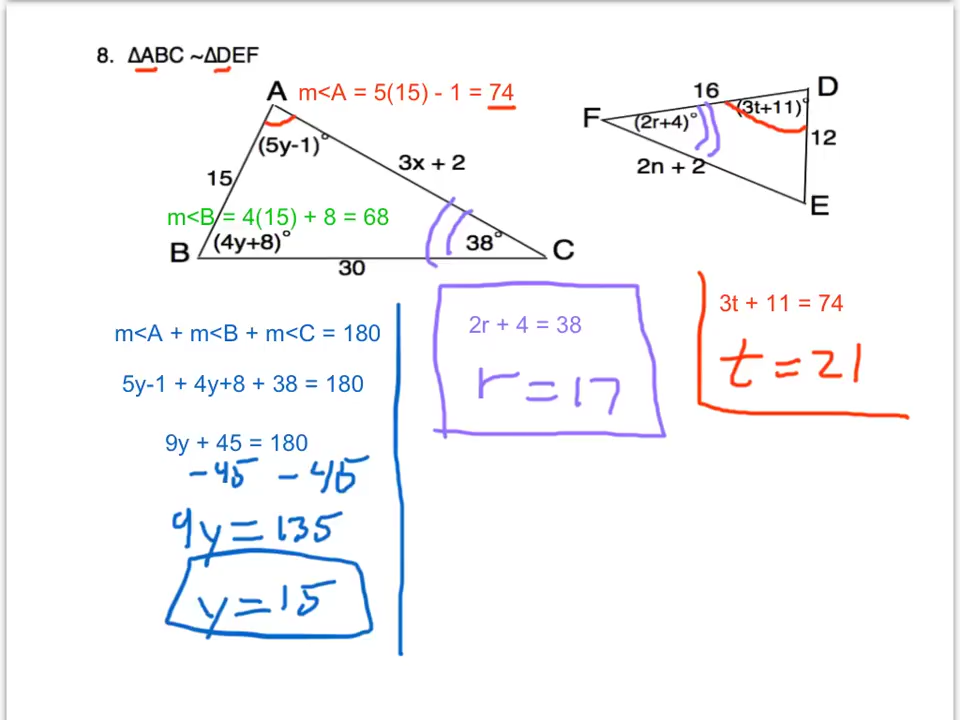 8. ΔABC ~ΔDEF
A m<A = 5(15) - 1 = 74
16 D
F (2r+4)° (3t+11)°
(5y-1)° 12
15 3x + 2 2n + 2
E
m<B = 4(15) + 8 = 68
B (4y+8)° 38° C
30
m<A + m<B + m<C = 180
5y-1 + 4y+8 + 38 = 180
9y + 45 = 180
-45 -45
9y = 135
y = 15
2r + 4 = 38
r = 17
3t + 11 = 74
t = 21